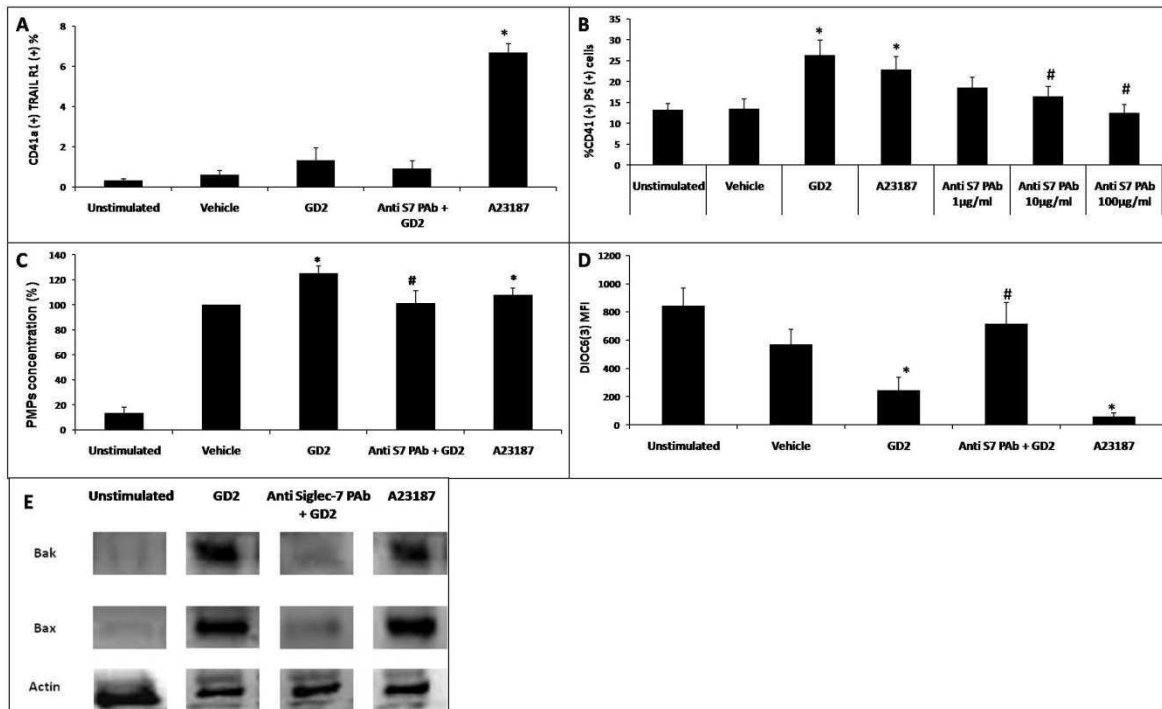 A
CD41a (+) TRAIL R1 (+) %
8
6
4
2
0
*
Unstimulated
Vehicle
GD2
Anti S7 PAb +
GD2
A23187
B
%CD41 (+) PS (+) cells
35
30
25
20
15
10
5
0
*
*
#
#
Unstimulated
Vehicle
GD2
A23187
Anti S7 PAb
1µg/ml
Anti S7 PAb
10µg/ml
Anti S7 PAb
100µg/ml
C
PMPs concentration (%)
140
120
100
80
60
40
20
0
*
#
*
Unstimulated
Vehicle
GD2
Anti S7 PAb + GD2
A23187
D
DIOC6(3) MFI
1000
800
600
400
200
0
*
#
*
Unstimulated
Vehicle
GD2
Anti S7 PAb + GD2
A23187
E
Unstimulated
GD2
Anti Siglec-7 PAb
+ GD2
A23187
Bak
Bax
Actin